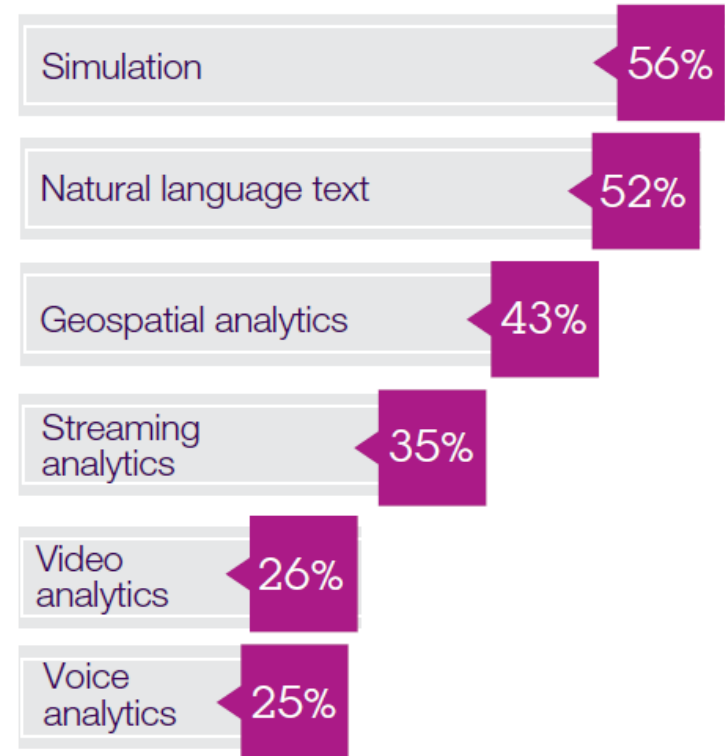 Simulation 56%
Natural language text 52%
Geospatial analytics 43%
Streaming
analytics 35%
Video
analytics 26%
Voice
analytics 25%